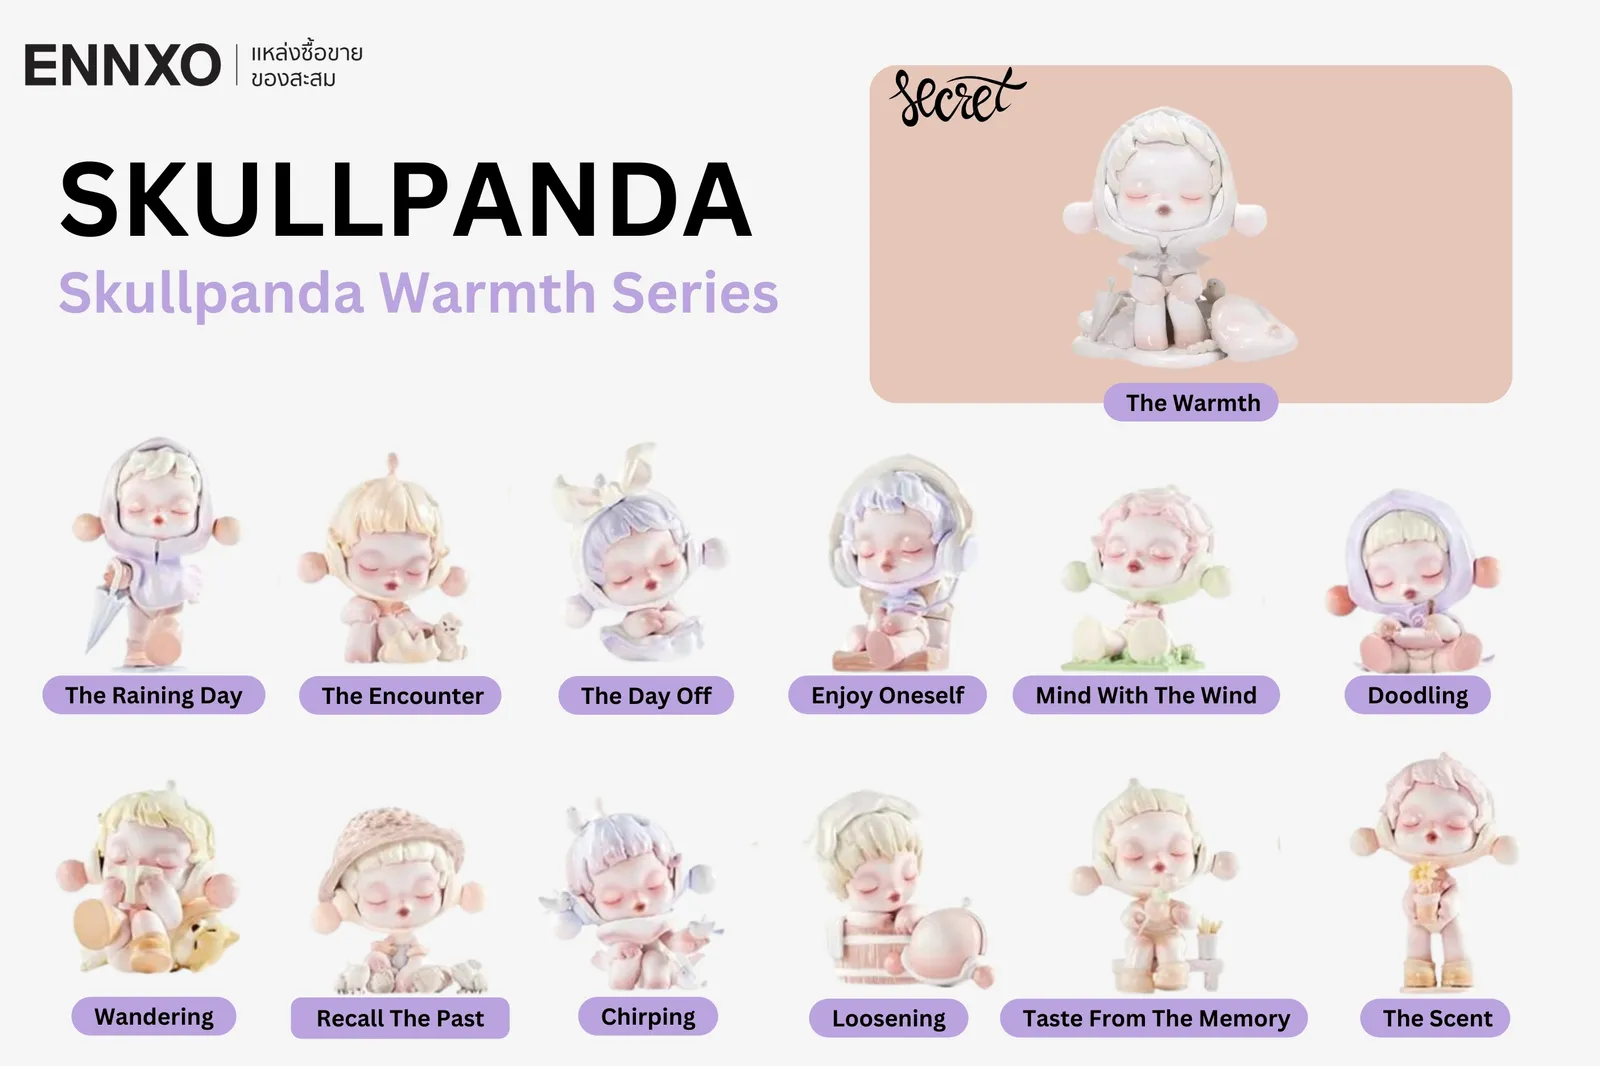 ENNXO
แหล่งซื้อขาย
ของสะสม
SKULLPANDA
Skullpanda Warmth Series
Secret
The Warmth
The Raining Day
The Encounter
The Day Off
Enjoy Oneself
Mind With The Wind
Doodling
Wandering
Recall The Past
Chirping
Loosening
Taste From The Memory
The Scent